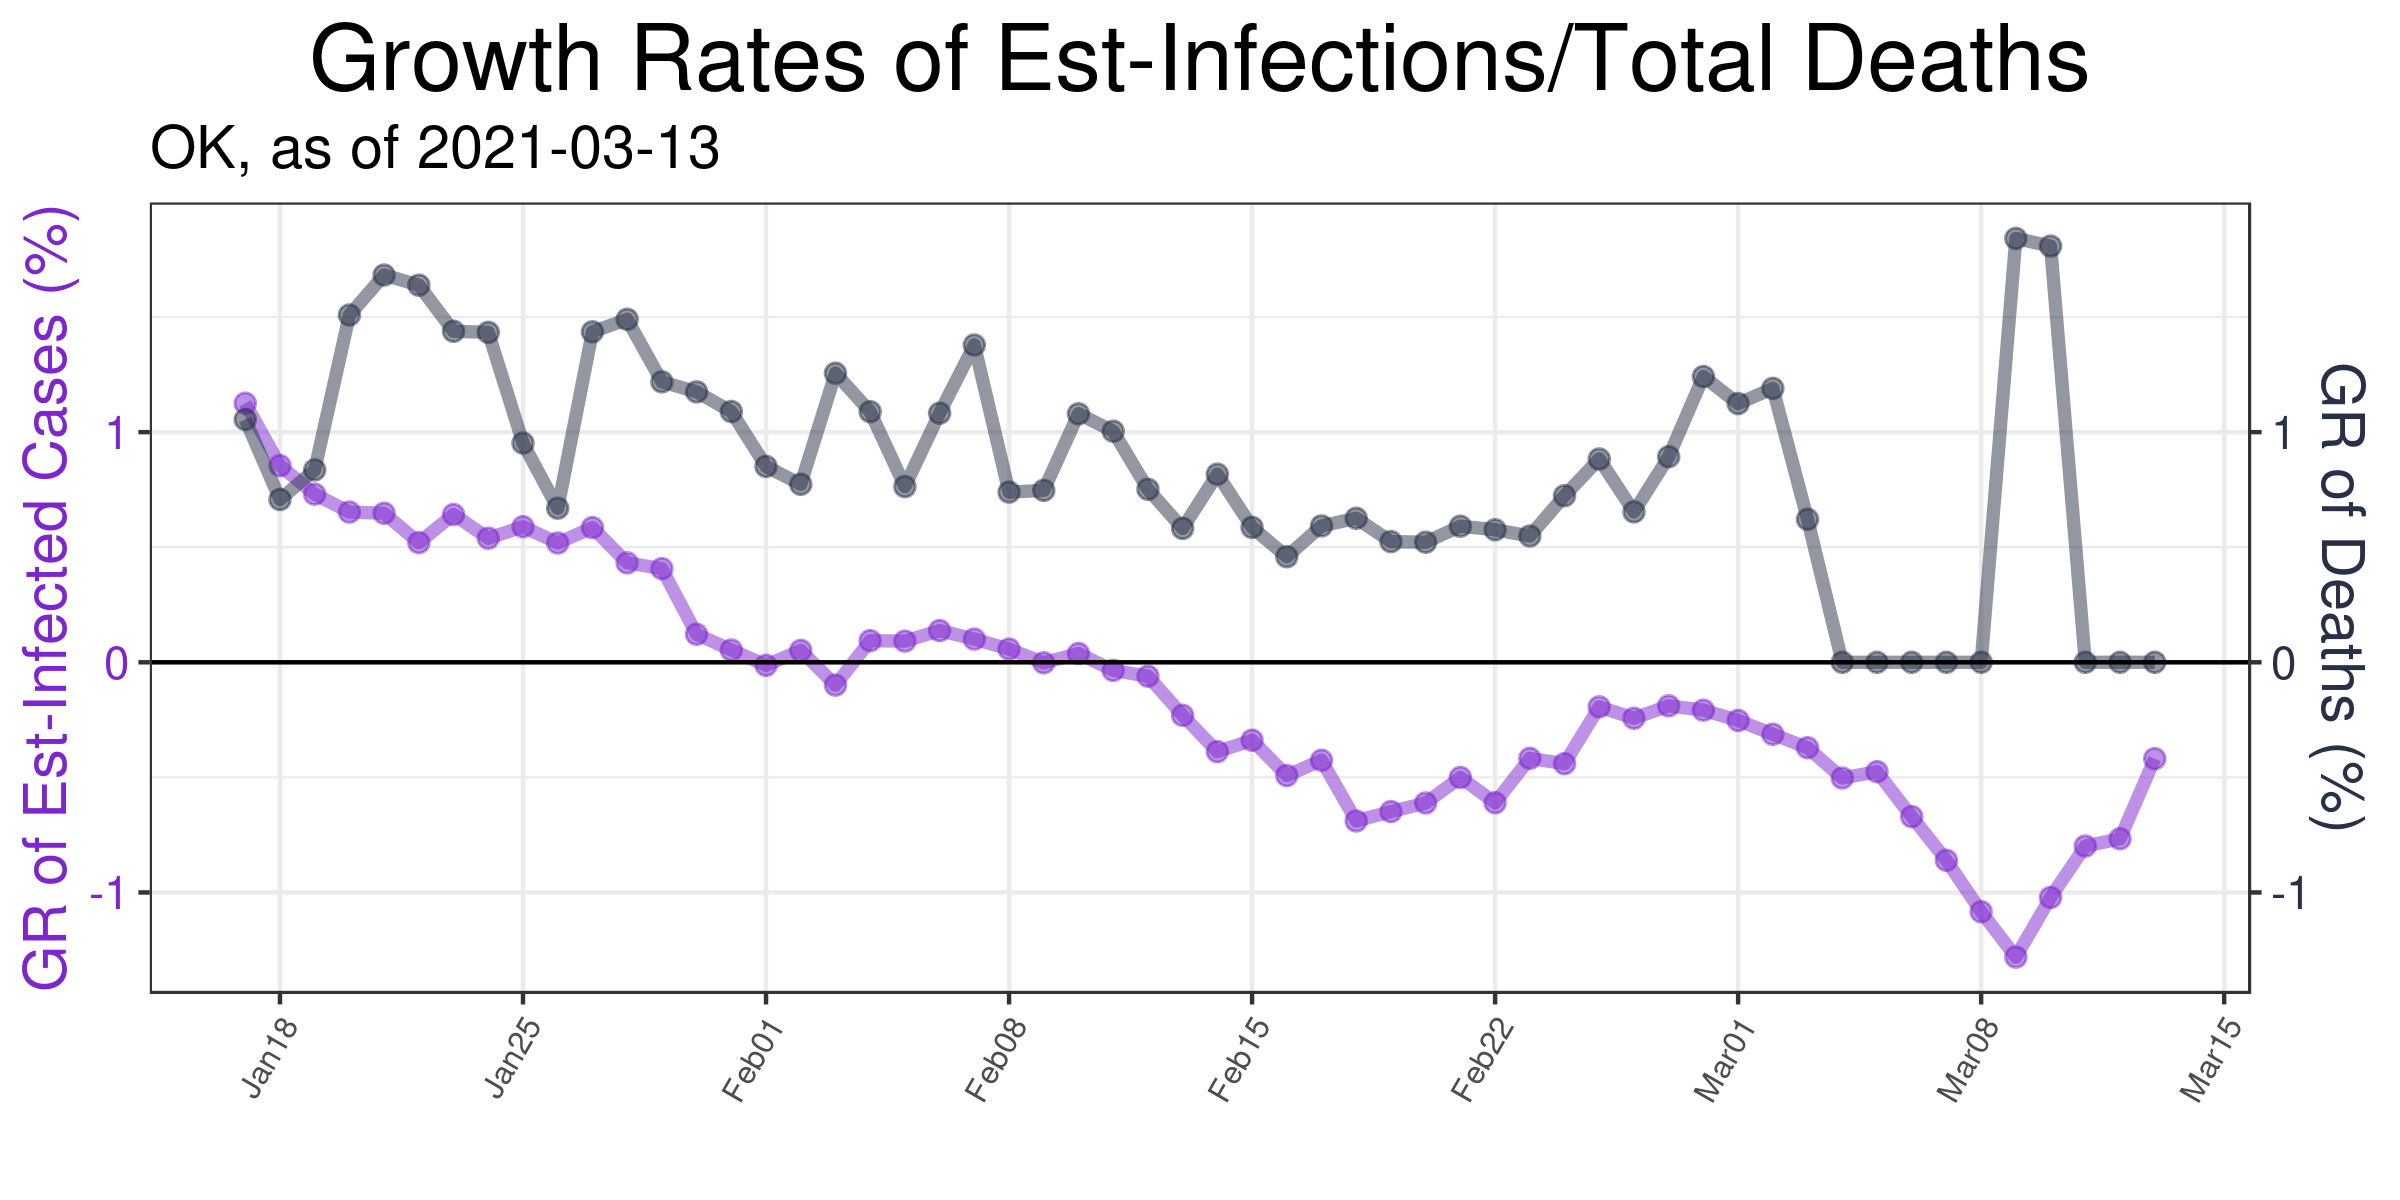 Growth Rates of Est-Infections/Total Deaths
OK, as of 2021-03-13
GR of Est-Infected Cases (%)
1
0
-1
1
0
-1
GR of Deaths (%)
Jan18
Jan25
Feb01
Feb08
Feb15
Feb22
Mar01
Mar08
Mar15